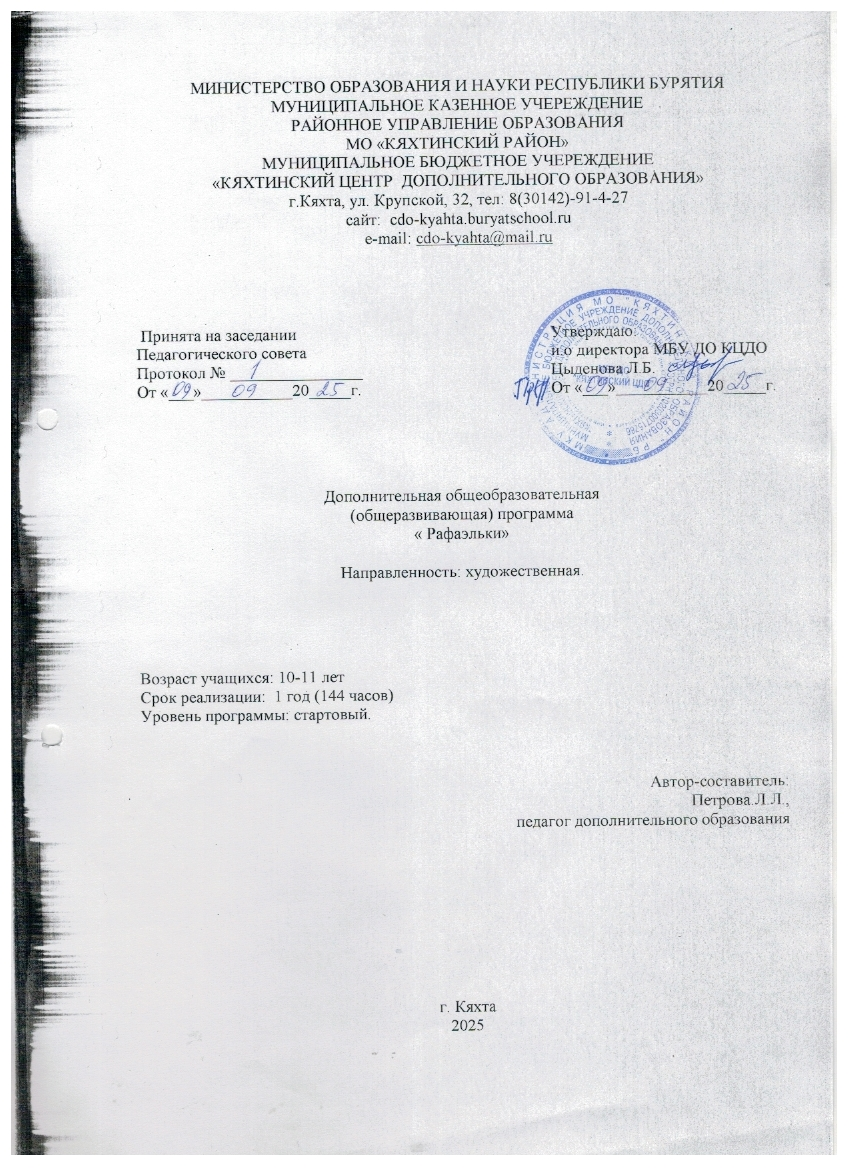 МИНИСТЕРСТВО ОБРАЗОВАНИЯ И НАУКИ РЕСПУБЛИКИ БУРЯТИЯ
МУНИЦИПАЛЬНОЕ КАЗЕННОЕ УЧЕРЕЖДЕНИЕ
РАЙОННОЕ УПРАВЛЕНИЕ ОБРАЗОВАНИЯ
МО «КЯХТИНСКИЙ РАЙОН»
МУНИЦИПАЛЬНОЕ БЮДЖЕТНОЕ УЧЕРЕЖДЕНИЕ
«КЯХТИНСКИЙ ЦЕНТР ДОПОЛНИТЕЛЬНОГО ОБРАЗОВАНИЯ»
г.Кяхта, ул. Крупской, 32, тел: 8(30142)-91-4-27
сайт: cdo-kyahta.buryatschool.ru
e-mail: cdo-kyahta@mail.ru
Принята на заседании
Педагогического совета
Протокол № 1
От «09» 09 2025 г.
Утверждаю
и.о директора МБУ ДО КЦДО
Цыденова Л.Б.
От «09» 09 2025 г.
Дополнительная общеобразовательная
(общеразвивающая) программа
« Рафаэльки»
Направленность: художественная.
Возраст учащихся: 10-11 лет
Срок реализации: 1 год (144 часов)
Уровень программы: стартовый.
Автор-составитель:
Петрова.Л.Л.,
педагог дополнительного образования
г. Кяхта
2025